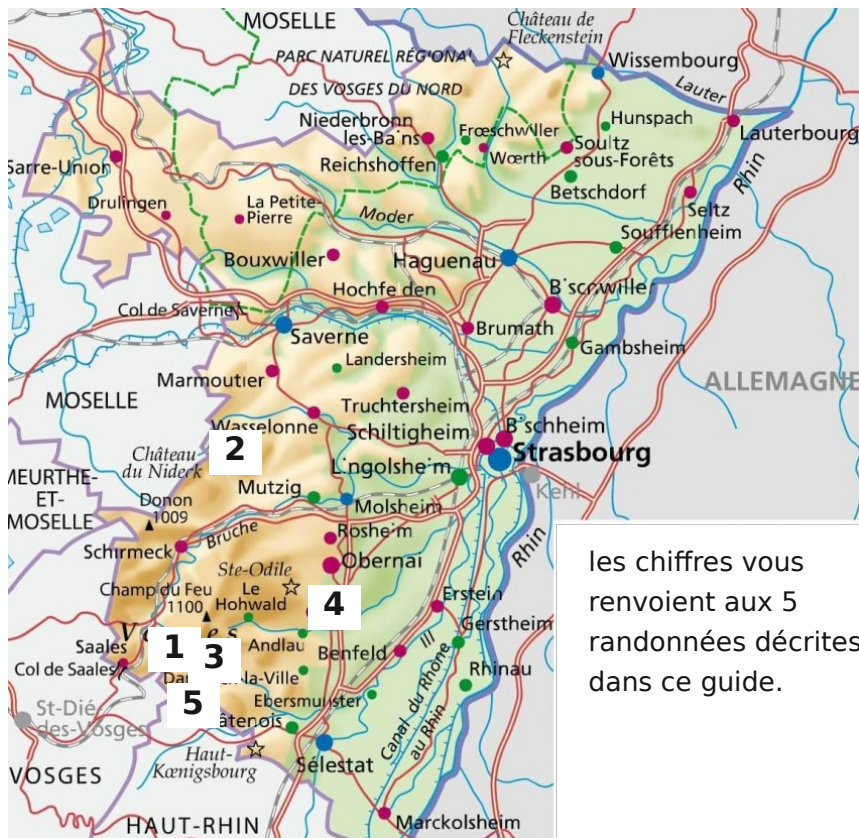 MOSELLE
Château de
Fleckenstein
PARC NATUREL RÉGIONAL
DES VOSGES DU NORD
Wissembourg
Lauter
Niederbronn
les-Bains
Frœschwiller
Hunspach
Lauterbourg
Reichshoffen
Wœrth
Soultz
sous-Forêts
Rhin
Sarre-Union
Betschdorf
Drulingen
La Petite-
Pierre
Moder
Seltz
Soufflenheim
Bouxwiller
Haguenau
Bischwiller
Hochfelden
Col de Saverne
Saverne
Brumath
Landersheim
Gambsheim
Marmoutier
MOSELLE
ALLEMAGNE
Truchtersheim
Wasselonne
Schiltigheim
Bischheim
2
Strasbourg
Château
du Nideck
Lingolsheim
MEURTHE-
ET-
MOSELLE
Mutzig
Kehl
Donon
1009
Molsheim
Bruche
Rosheim
Rhin
Schirmeck
Obernai
Ste-Odile
Champ du Feu
1100
Le
Hohwald
4
Erstein
Gerstheim
Saales
1
3
Andlau
Benfeld
Ill
Col de Saales
la-Ville
Rhinau
5
Ebersmunster
Canal du Rhône
au Rhin
St-Dié-
des-Vosges
âtenois
Haut-
Kœnigsbourg
Sélestat
VOSGES
HAUT-RHIN
Marckolsheim
les chiffres vous
renvoient aux 5
randonnées décrites
dans ce guide.